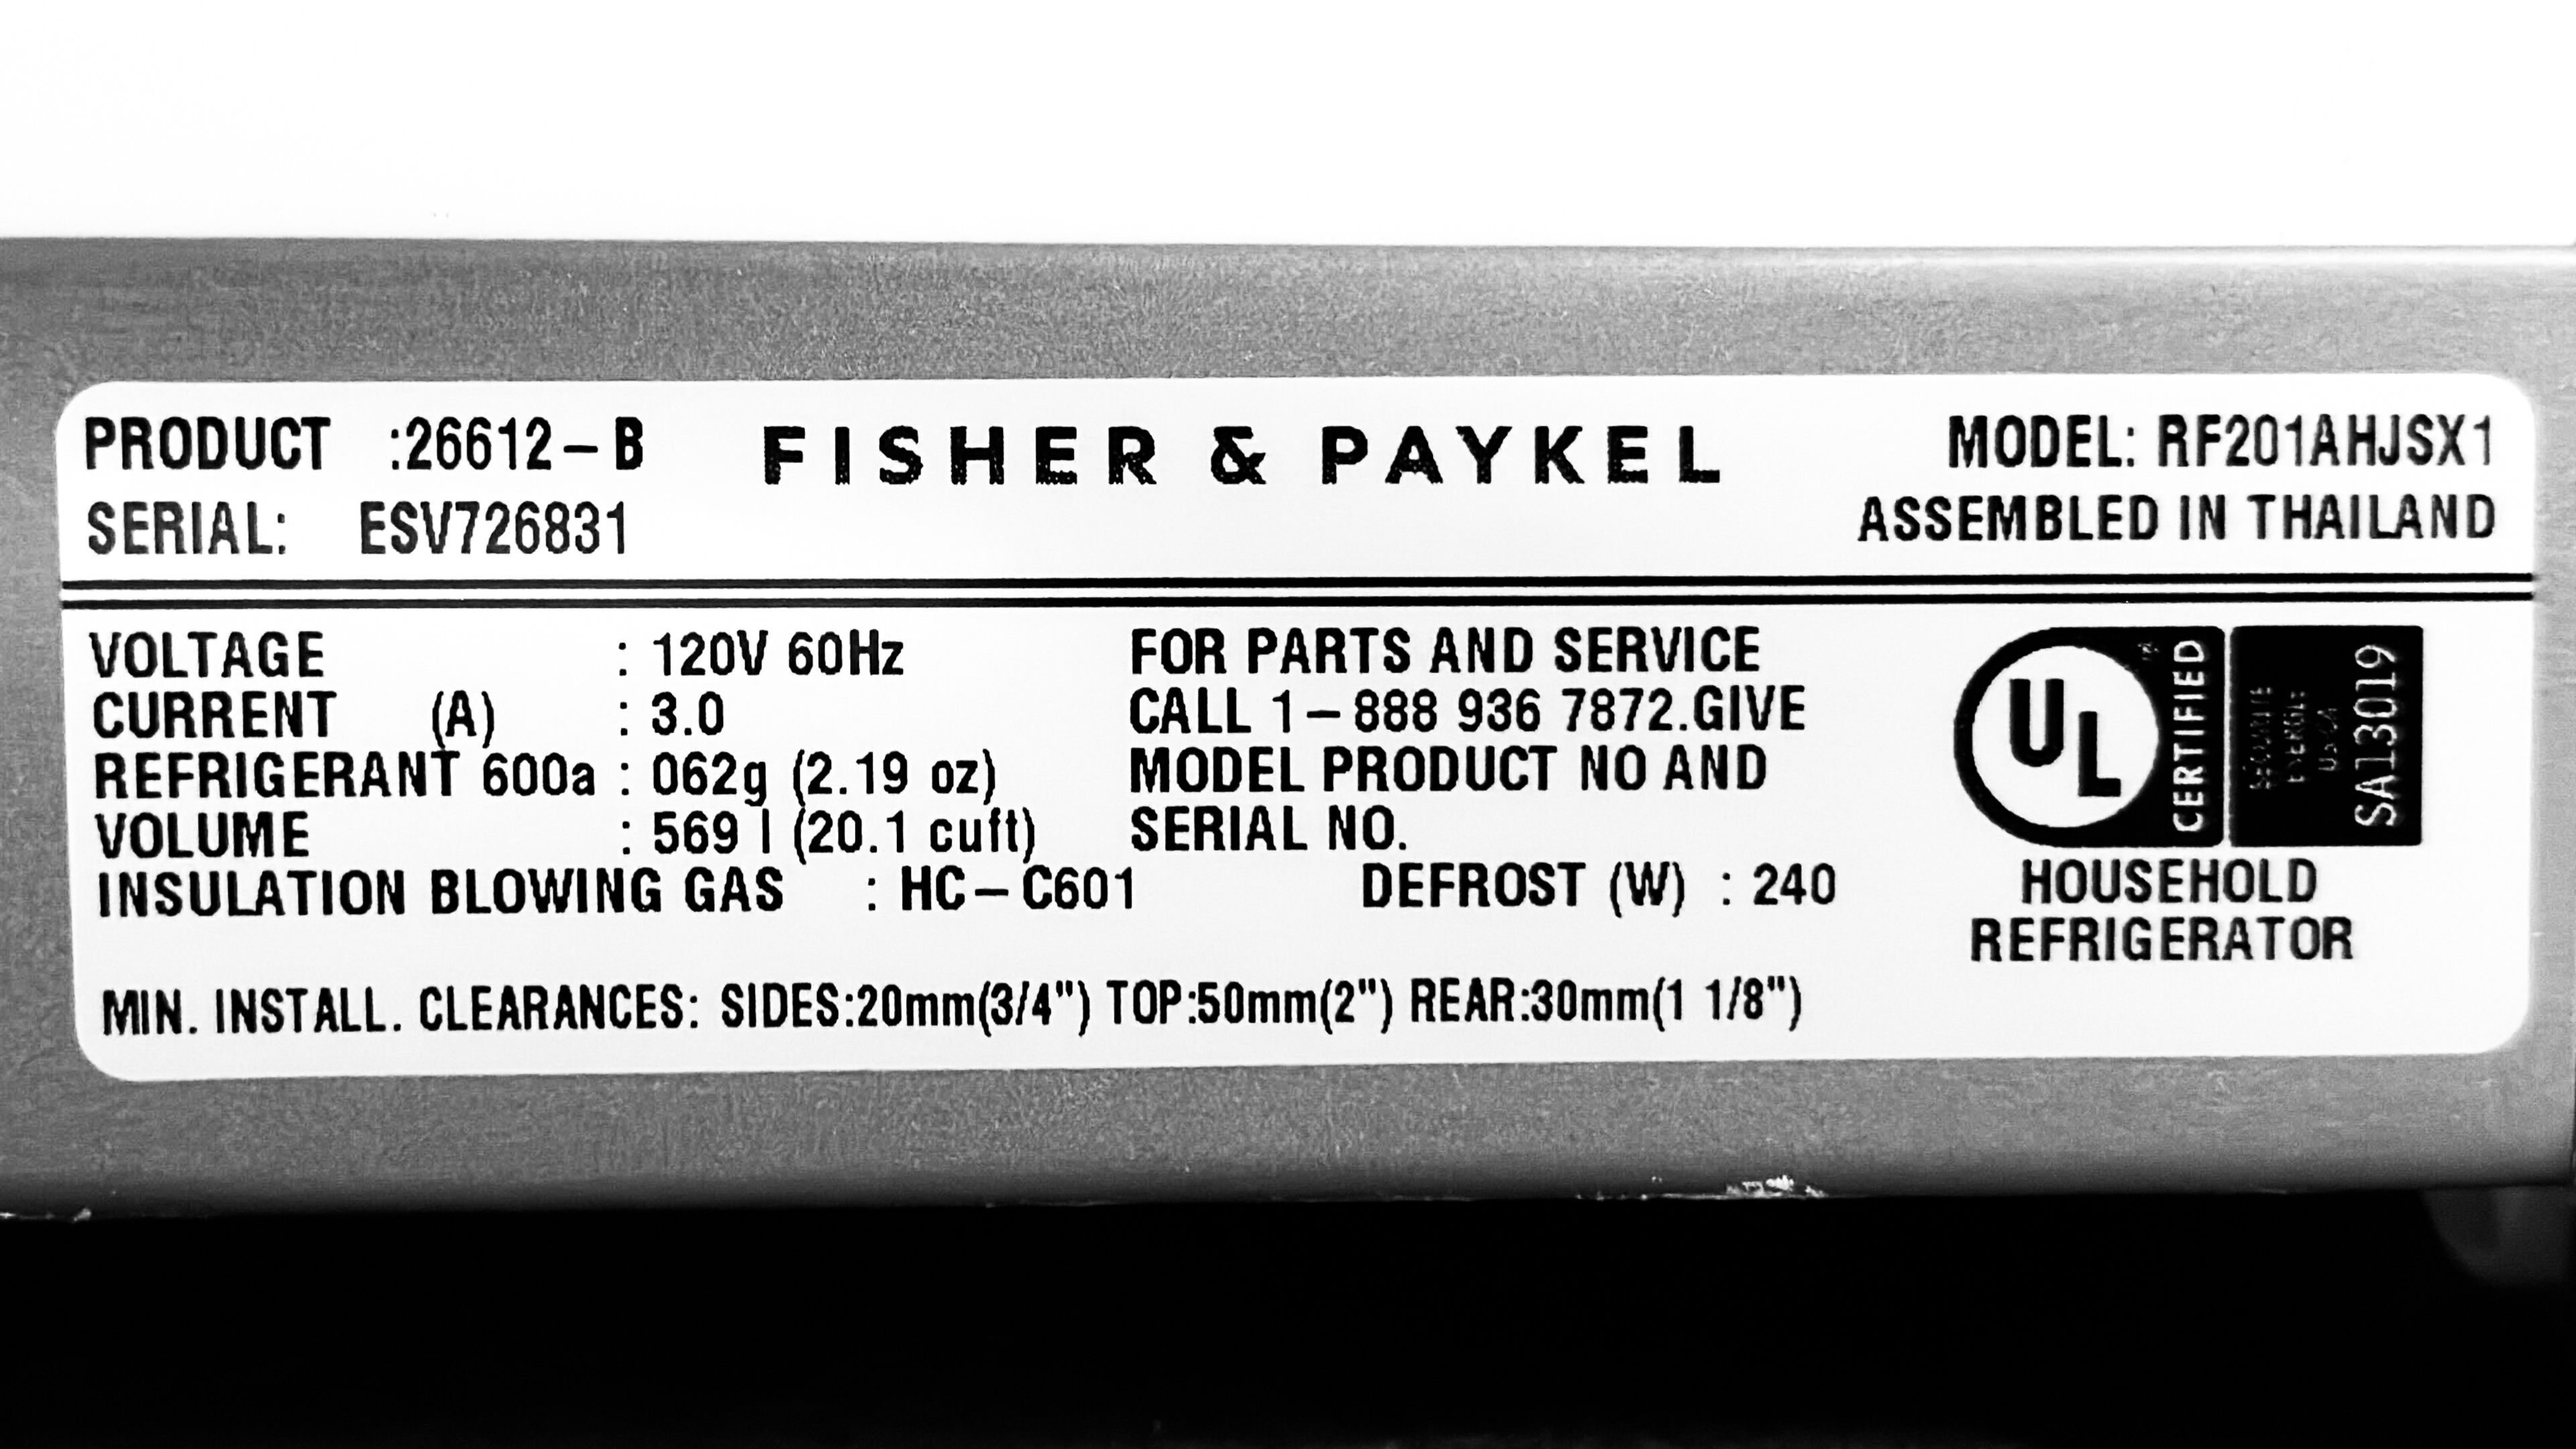 PRODUCT :26612-B
SERIAL: ESV726831
FISHER & PAYKEL
MODEL: RF201AHJSX1
ASSEMBLED IN THAILAND
VOLTAGE : 120V 60Hz
CURRENT (A) : 3.0
REFRIGERANT 600a : 062g (2.19 oz)
VOLUME : 569 l (20.1 cuft)
INSULATION BLOWING GAS : HC-C601
FOR PARTS AND SERVICE
CALL 1-888 936 7872.GIVE
MODEL PRODUCT NO AND
SERIAL NO.
DEFROST (W) : 240
UL
CERTIFIED
SA13019
HOUSEHOLD
REFRIGERATOR
MIN. INSTALL. CLEARANCES: SIDES:20mm(3/4") TOP:50mm(2") REAR:30mm(1 1/8")